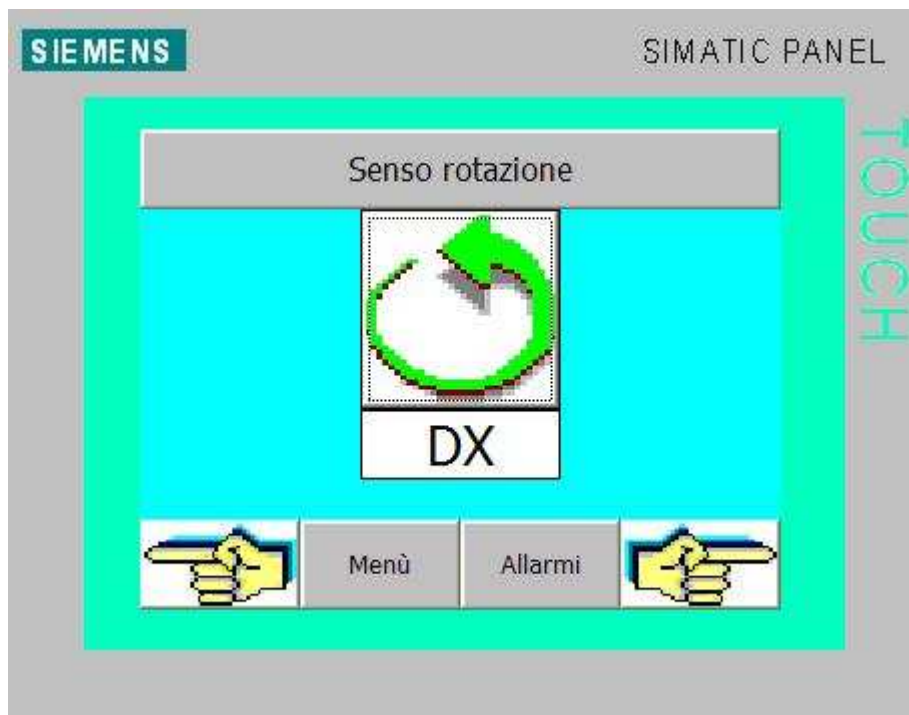 SIEMENS
SIMATIC PANEL
TOUCH
Senso rotazione
DX
Menù
Allarmi